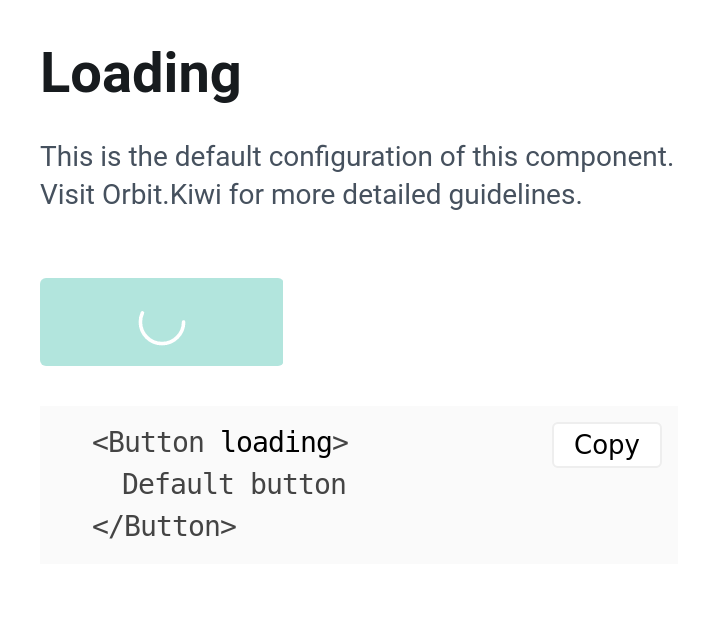 Loading
This is the default configuration of this component.
Visit Orbit.Kiwi for more detailed guidelines.
<Button loading>
Copy
Default button
</Button>